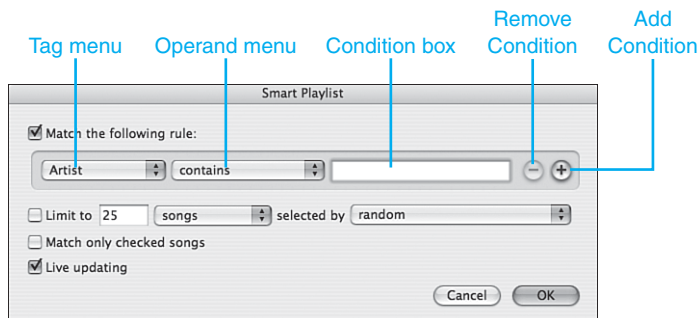 Tag menu Operand menu Condition box Remove Condition Add Condition
Smart Playlist
Match the following rule:
Artist contains
Limit to 25 songs selected by random
Match only checked songs
Live updating
Cancel OK